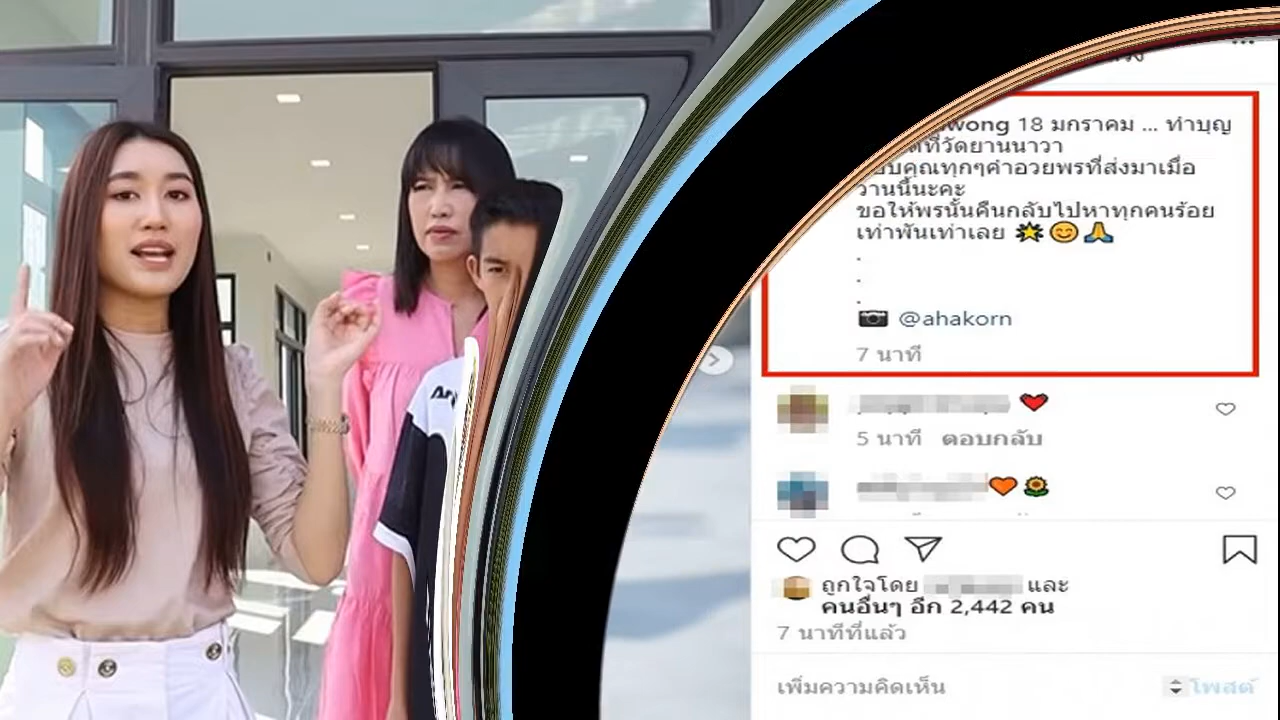 wong 18 มกราคม ... ทำบุญ
ที่วัดยานนาวา
คุณทุกๆคำอวยพรที่ส่งมาเมื่อ
วานนี้นะคะ
ขอให้พรนั้นคืนกลับไปหาทุกคนร้อย
เท่าพันเท่าเลย 🌟😊🙏
.
.
.
📷 @ahakorn
7 นาที
❤️
5 นาที ตอบกลับ
🧡🌻
ถูกใจโดย และ
คนอื่นๆ อีก 2,442 คน
7 นาทีที่แล้ว
เพิ่มความคิดเห็น
โพสต์